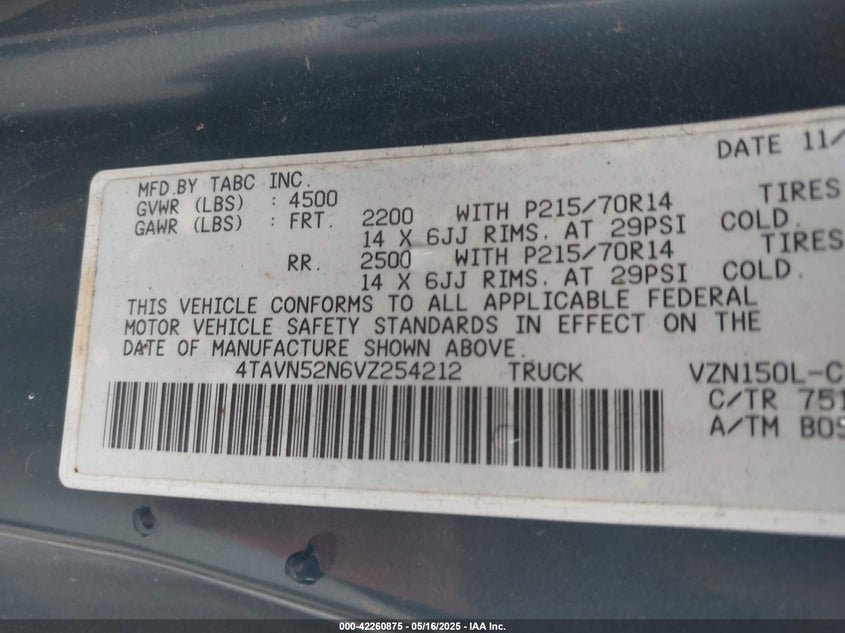 DATE 11/
MFD.BY TABC INC.
GVWR (LBS) : 4500
GAWR (LBS) : FRT. 2200 WITH P215/70R14 TIRES
14 X 6JJ RIMS. AT 29PSI COLD.
RR. 2500 WITH P215/70R14 TIRES
14 X 6JJ RIMS. AT 29PSI COLD.
THIS VEHICLE CONFORMS TO ALL APPLICABLE FEDERAL
MOTOR VEHICLE SAFETY STANDARDS IN EFFECT ON THE
DATE OF MANUFACTURE SHOWN ABOVE.
4TAVN52N6VZ254212 TRUCK VZN150L-C
C/TR 751
A/TM B05
000-42260875 - 05/16/2025 - IAA Inc.